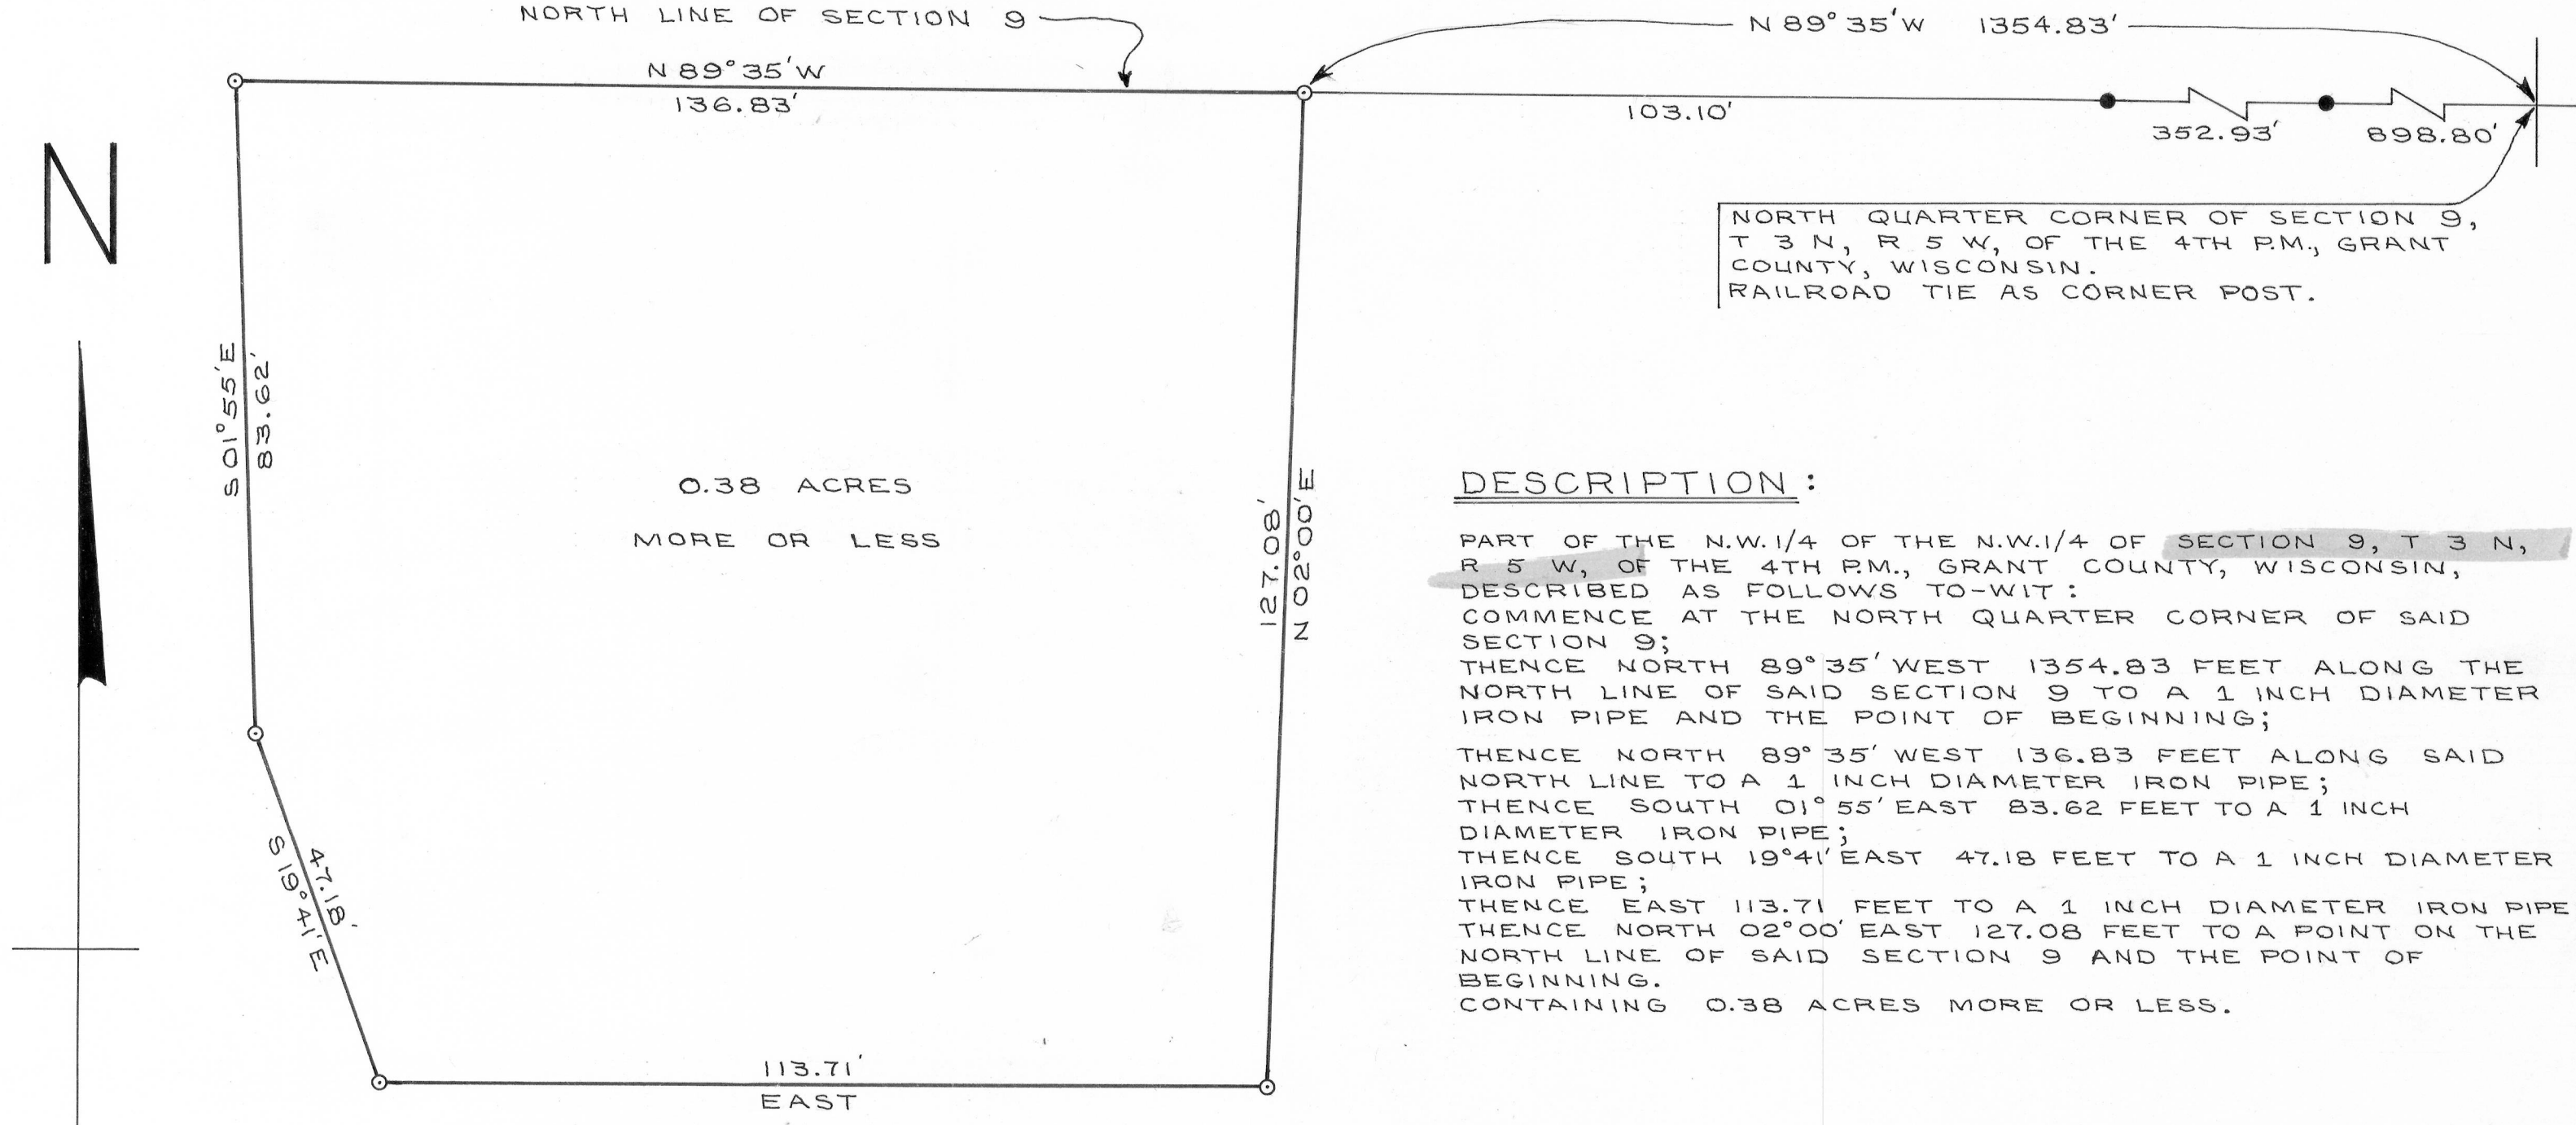 NORTH LINE OF SECTION 9
N 89° 35' W 1354.83'
N 89° 35' W
136.83'
103.10'
352.93'
898.80'
N
NORTH QUARTER CORNER OF SECTION 9,
T 3 N, R 5 W, OF THE 4TH P.M., GRANT
COUNTY, WISCONSIN.
RAILROAD TIE AS CORNER POST.
S 01° 55' E
83.62'
0.38 ACRES
MORE OR LESS
127.08'
N 02° 00' E
47.18'
S 19° 41' E
113.71'
EAST
DESCRIPTION :
PART OF THE N.W. 1/4 OF THE N.W. 1/4 OF SECTION 9, T 3 N,
R 5 W, OF THE 4TH P.M., GRANT COUNTY, WISCONSIN,
DESCRIBED AS FOLLOWS TO-WIT :
COMMENCE AT THE NORTH QUARTER CORNER OF SAID
SECTION 9;
THENCE NORTH 89° 35' WEST 1354.83 FEET ALONG THE
NORTH LINE OF SAID SECTION 9 TO A 1 INCH DIAMETER
IRON PIPE AND THE POINT OF BEGINNING;
THENCE NORTH 89° 35' WEST 136.83 FEET ALONG SAID
NORTH LINE TO A 1 INCH DIAMETER IRON PIPE;
THENCE SOUTH 01° 55' EAST 83.62 FEET TO A 1 INCH
DIAMETER IRON PIPE;
THENCE SOUTH 19° 41' EAST 47.18 FEET TO A 1 INCH DIAMETER
IRON PIPE;
THENCE EAST 113.71 FEET TO A 1 INCH DIAMETER IRON PIPE
THENCE NORTH 02° 00' EAST 127.08 FEET TO A POINT ON THE
NORTH LINE OF SAID SECTION 9 AND THE POINT OF
BEGINNING.
CONTAINING 0.38 ACRES MORE OR LESS.